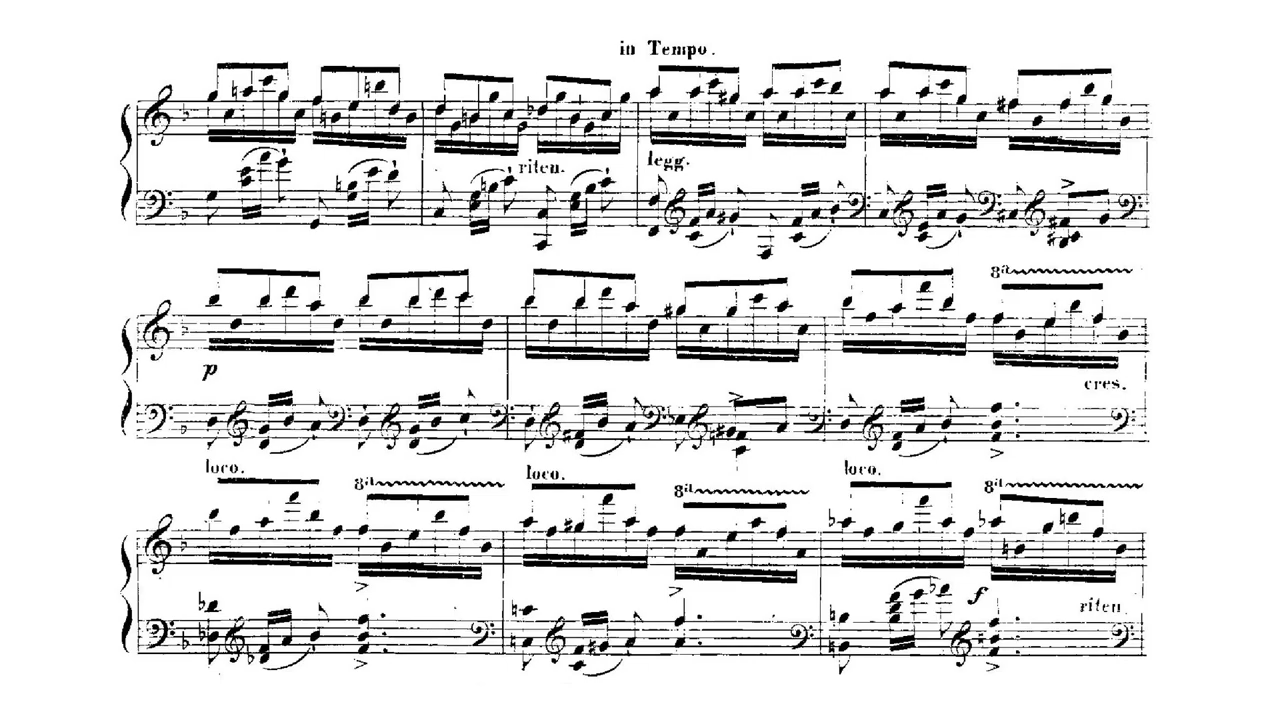 in Tempo.
riten. legg.
8a
p
cres.
loco. 8a loco. 8a loco. 8a
f
riten